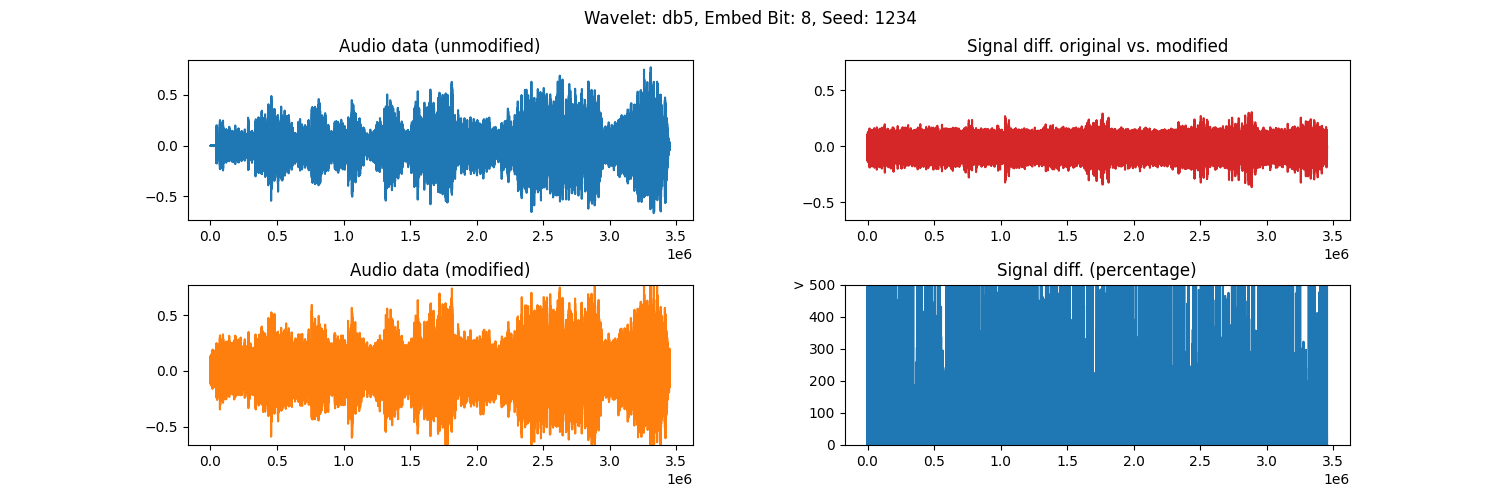 Wavelet: db5, Embed Bit: 8, Seed: 1234
Audio data (unmodified)
0.5
0.0
−0.5
0.0 0.5 1.0 1.5 2.0 2.5 3.0 3.5
1e6
Signal diff. original vs. modified
0.5
0.0
−0.5
0.0 0.5 1.0 1.5 2.0 2.5 3.0 3.5
1e6
Audio data (modified)
0.5
0.0
−0.5
0.0 0.5 1.0 1.5 2.0 2.5 3.0 3.5
1e6
Signal diff. (percentage)
> 500
400
300
200
100
0
0.0 0.5 1.0 1.5 2.0 2.5 3.0 3.5
1e6